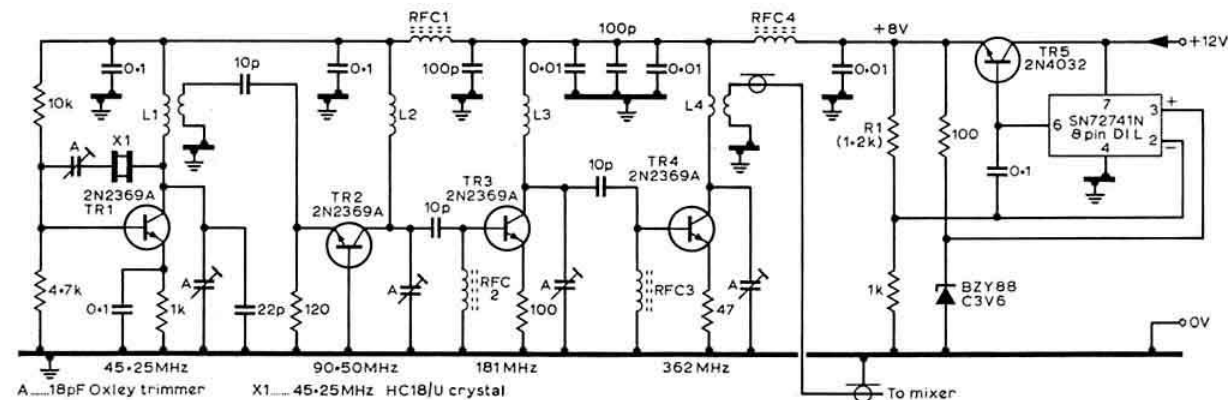 RFC1
100p
RFC4
+8V
+12V
TR5
2N4032
0·1
10p
0·1
100p
0·01
0·01
0·01
10k
L1
L2
L3
L4
R1
(1·2k)
100
7
6
SN72741N
8 pin DIL
4
3
+
2
−
A
X1
0·1
2N2369A
TR1
TR2
2N2369A
10p
TR3
2N2369A
10p
TR4
2N2369A
4·7k
0·1
1k
A
22p
120
A
RFC
2
100
A
RFC3
47
A
1k
BZY88
C3V6
0V
45·25MHz
90·50MHz
181MHz
362MHz
A.....18pF Oxley trimmer
X1..... 45·25MHz HC18/U crystal
To mixer